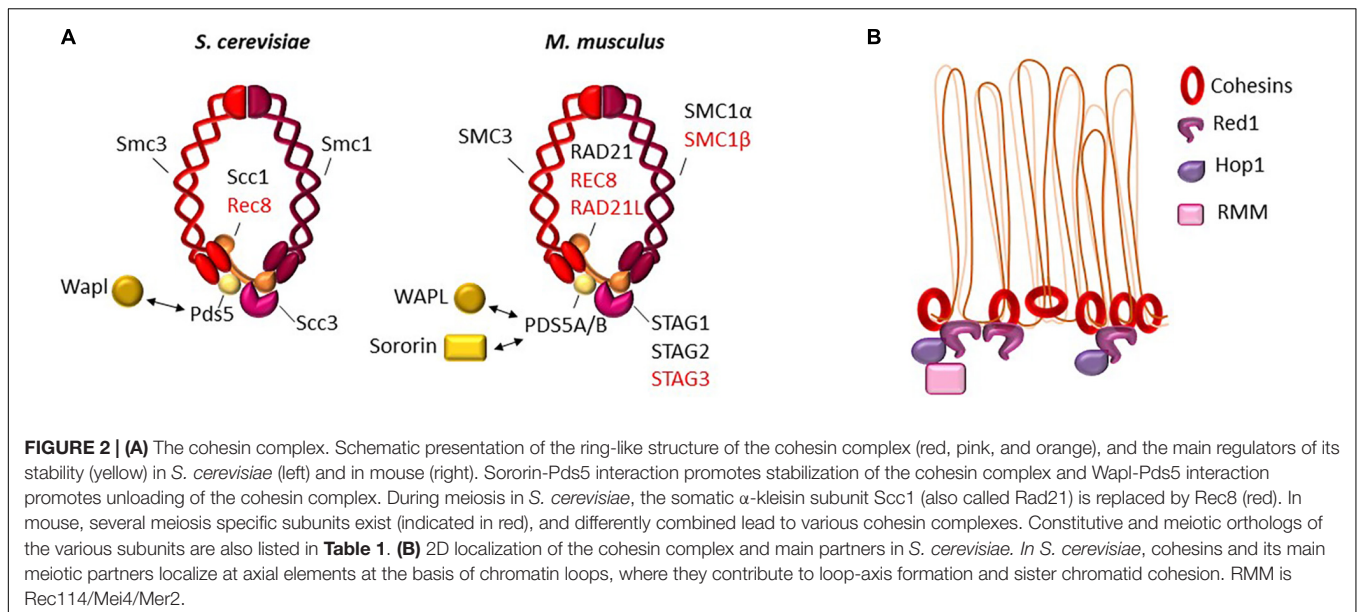 A
S. cerevisiae
M. musculus
B
Smc3
Smc1
Scc1
Rec8
Wapl
Pds5
Scc3
SMC3
SMC1α
SMC1β
RAD21
REC8
RAD21L
WAPL
Sororin
PDS5A/B
STAG1
STAG2
STAG3
Cohesins
Red1
Hop1
RMM
FIGURE 2 | (A) The cohesin complex. Schematic presentation of the ring-like structure of the cohesin complex (red, pink, and orange), and the main regulators of its
stability (yellow) in S. cerevisiae (left) and in mouse (right). Sororin-Pds5 interaction promotes stabilization of the cohesin complex and Wapl-Pds5 interaction
promotes unloading of the cohesin complex. During meiosis in S. cerevisiae, the somatic α-kleisin subunit Scc1 (also called Rad21) is replaced by Rec8 (red). In
mouse, several meiosis specific subunits exist (indicated in red), and differently combined lead to various cohesin complexes. Constitutive and meiotic orthologs of
the various subunits are also listed in Table 1. (B) 2D localization of the cohesin complex and main partners in S. cerevisiae. In S. cerevisiae, cohesins and its main
meiotic partners localize at axial elements at the basis of chromatin loops, where they contribute to loop-axis formation and sister chromatid cohesion. RMM is
Rec114/Mei4/Mer2.